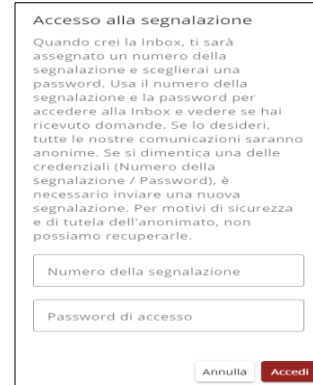 Accesso alla segnalazione
Quando crei la Inbox, ti sarà
assegnato un numero della
segnalazione e sceglierai una
password. Usa il numero della
segnalazione e la password per
accedere alla Inbox e vedere se hai
ricevuto domande. Se lo desideri,
tutte le nostre comunicazioni saranno
anonime. Se si dimentica una delle
credenziali (Numero della
segnalazione / Password), è
necessario inviare una nuova
segnalazione. Per motivi di sicurezza
e di tutela dell'anonimato, non
possiamo recuperarle.
Numero della segnalazione
Password di accesso
Annulla Accedi